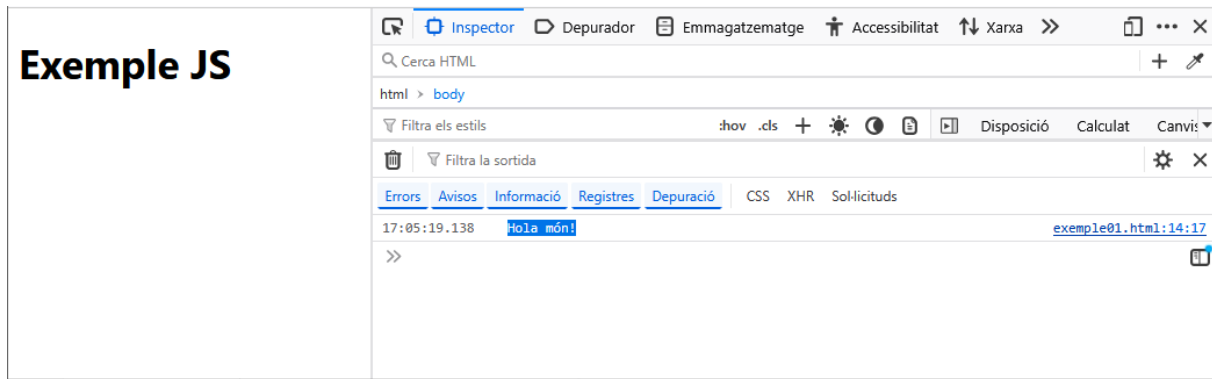 Exemple JS
Inspector Depurador Emmagatzematge Accessibilitat Xarxa
Cerca HTML
html > body
Filtra els estils :hov .cls Disposició Calculat Canvis
Filtra la sortida
Errors Avisos Informació Registres Depuració CSS XHR Sol·licituds
17:05:19.138 Hola món! exemple01.html:14:17